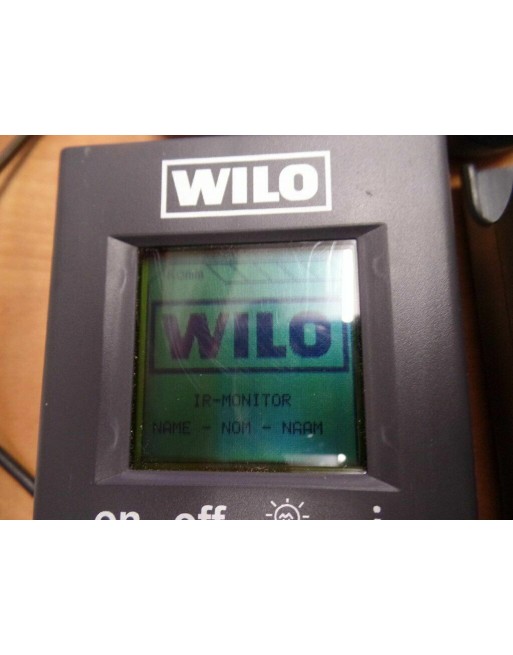 WILO
WILO
IR-MONITOR
NAME - NOM - NAAM
on off i